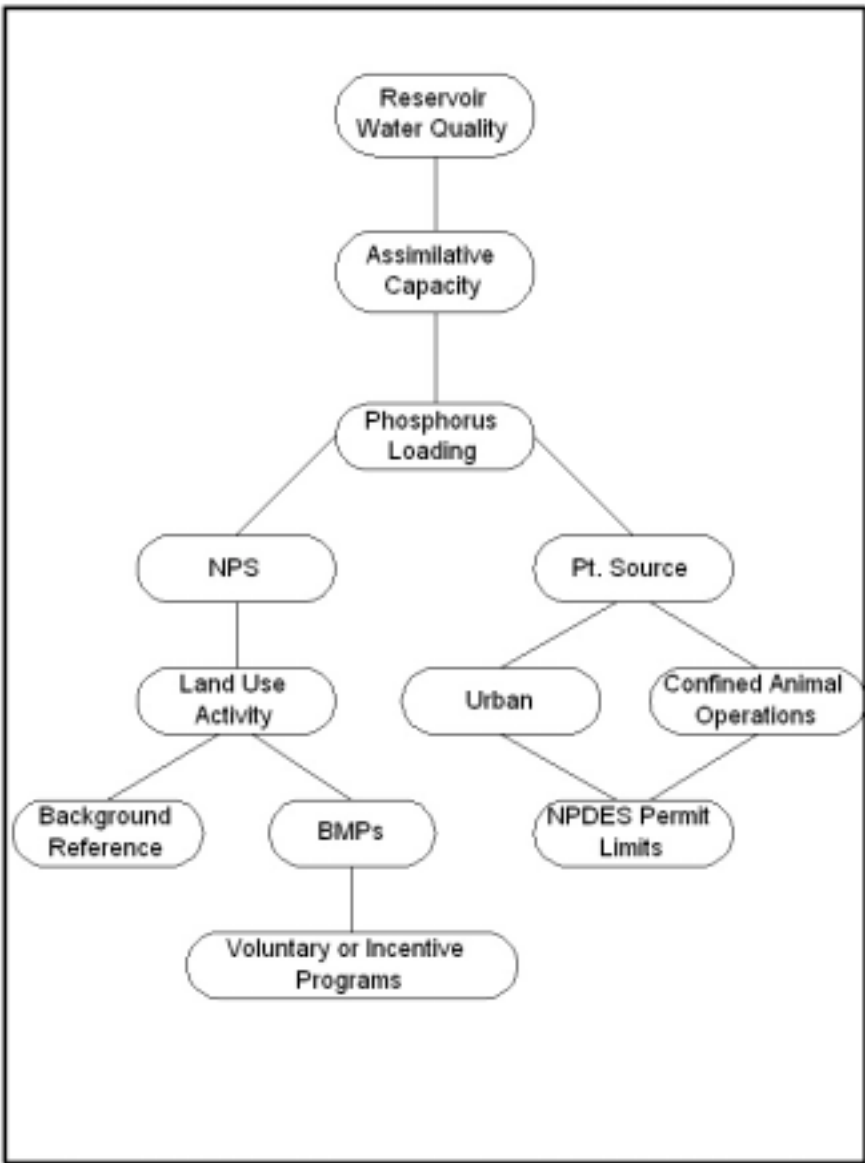 Reservoir
Water Quality
Assimilative
Capacity
Phosphorus
Loading
NPS
Pt. Source
Land Use
Activity
Urban
Confined Animal
Operations
Background
Reference
BMPs
NPDES Permit
Limits
Voluntary or Incentive
Programs